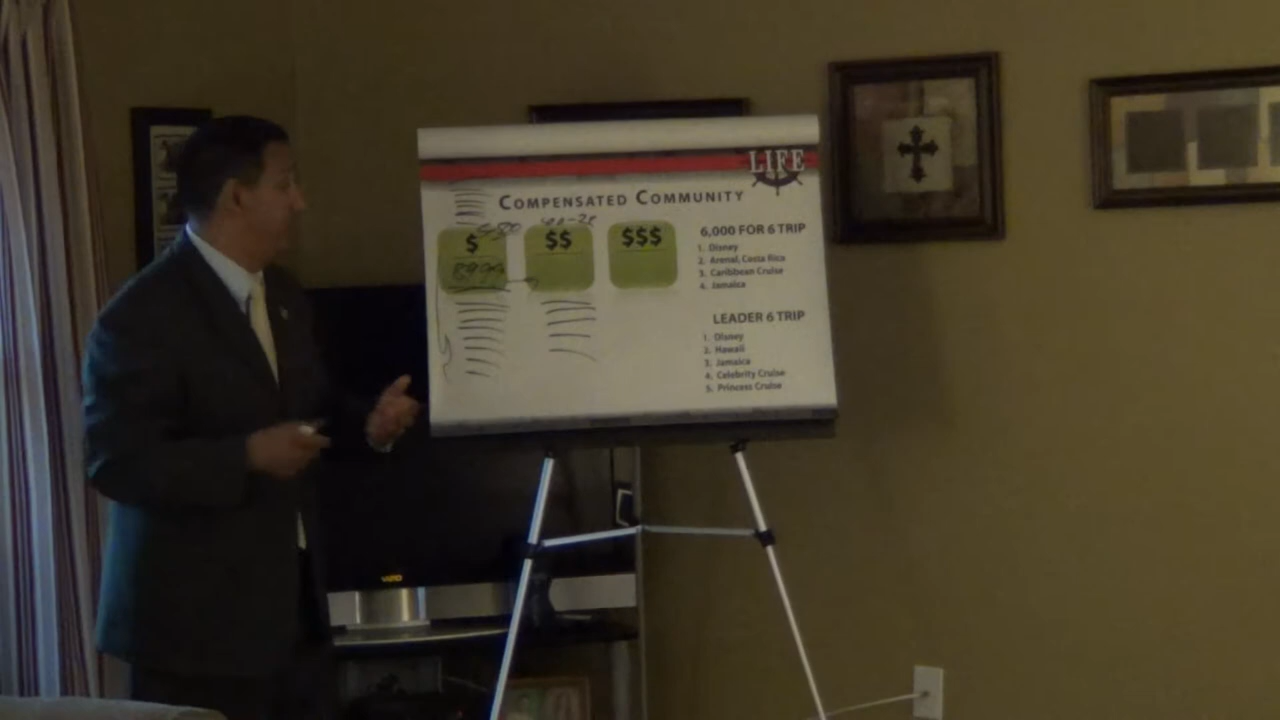 LIFE
COMPENSATED COMMUNITY
$ $$ $$$
6,000 FOR 6 TRIP
1. Disney
2. Arenal, Costa Rica
3. Caribbean Cruise
4. Jamaica
LEADER 6 TRIP
1. Disney
2. Hawaii
3. Jamaica
4. Celebrity Cruise
5. Princess Cruise
VIZIO